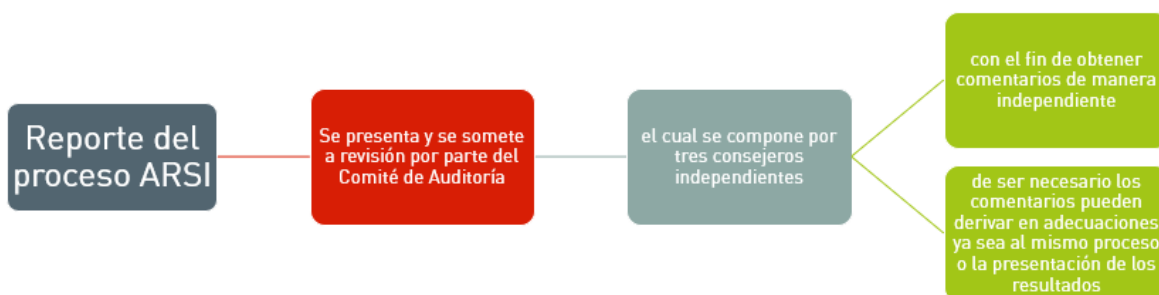 Reporte del
proceso ARSI
Se presenta y se somete
a revisión por parte del
Comité de Auditoría
el cual se compone por
tres consejeros
independientes
con el fin de obtener
comentarios de manera
independiente
de ser necesario los
comentarios pueden
derivar en adecuaciones
ya sea al mismo proceso
o la presentación de los
resultados